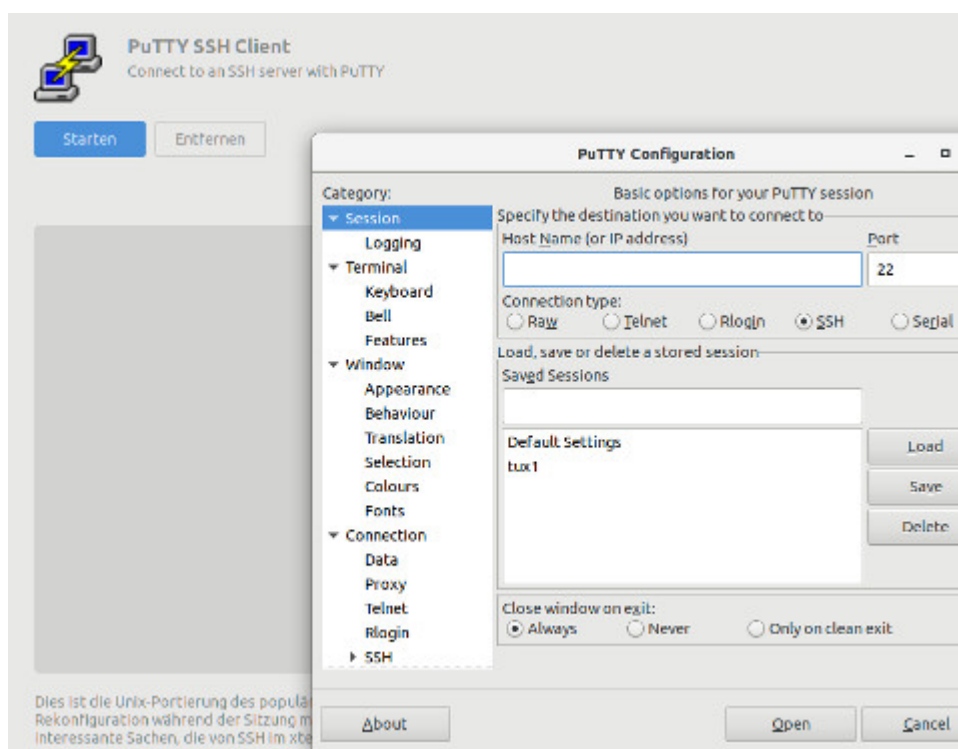 PuTTY SSH Client
Connect to an SSH server with PuTTY
Starten Entfernen
PuTTY Configuration
Category:
Session
Logging
Terminal
Keyboard
Bell
Features
Window
Appearance
Behaviour
Translation
Selection
Colours
Fonts
Connection
Data
Proxy
Telnet
Rlogin
SSH
Basic options for your PuTTY session
Specify the destination you want to connect to
Host Name (or IP address) Port
22
Connection type:
Raw Telnet Rlogin SSH Serial
Load, save or delete a stored session
Saved Sessions
Default Settings
tux1
Load
Save
Delete
Close window on exit:
Always Never Only on clean exit
About Open Cancel
Dies ist die Unix-Portierung des populä
Rekonfiguration während der Sitzung m
Interessante Sachen, die von SSH im xte